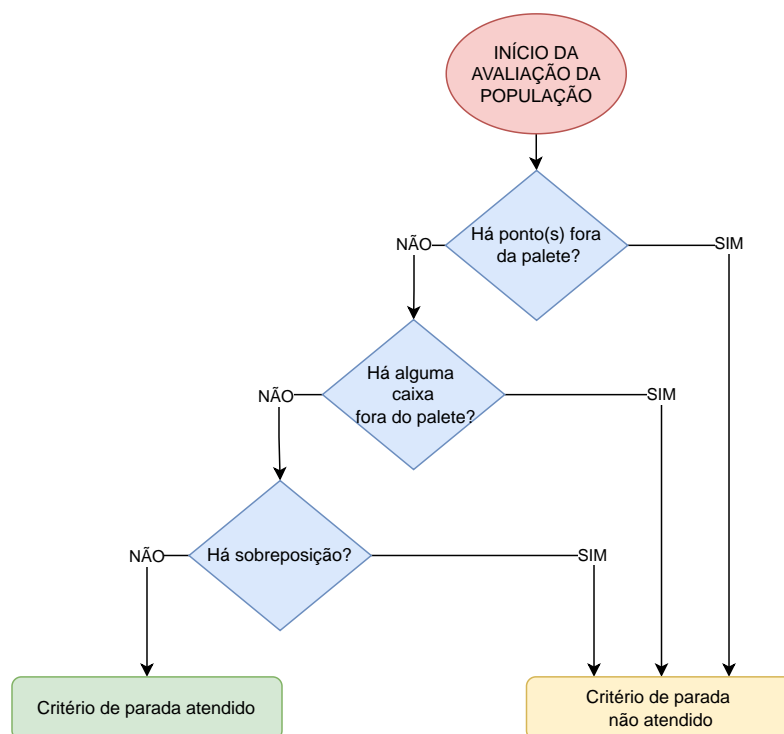 INÍCIO DA
AVALIAÇÃO DA
POPULAÇÃO
Há ponto(s) fora
da palete?
NÃO
SIM
Há alguma
caixa
fora do palete?
NÃO
SIM
Há sobreposição?
NÃO
SIM
Critério de parada atendido
Critério de parada
não atendido